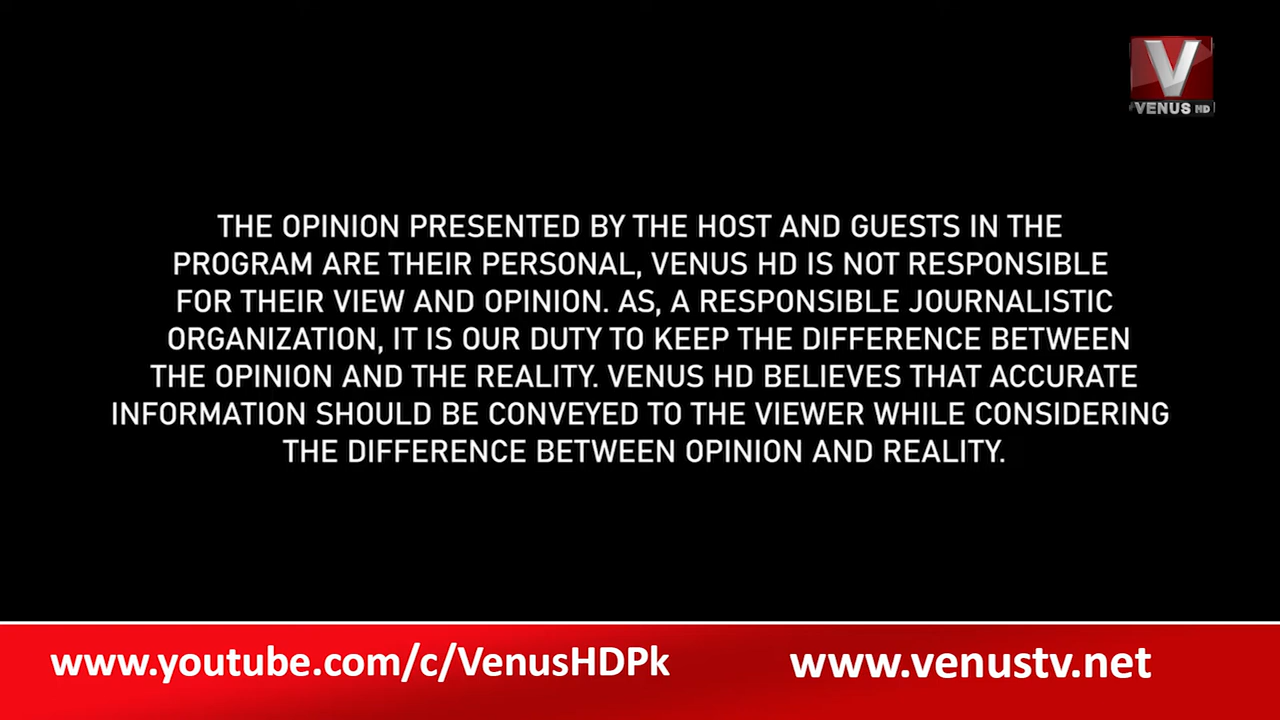 V
VENUS HD
THE OPINION PRESENTED BY THE HOST AND GUESTS IN THE
PROGRAM ARE THEIR PERSONAL, VENUS HD IS NOT RESPONSIBLE
FOR THEIR VIEW AND OPINION. AS, A RESPONSIBLE JOURNALISTIC
ORGANIZATION, IT IS OUR DUTY TO KEEP THE DIFFERENCE BETWEEN
THE OPINION AND THE REALITY. VENUS HD BELIEVES THAT ACCURATE
INFORMATION SHOULD BE CONVEYED TO THE VIEWER WHILE CONSIDERING
THE DIFFERENCE BETWEEN OPINION AND REALITY.
www.youtube.com/c/VenusHDPk www.venustv.net